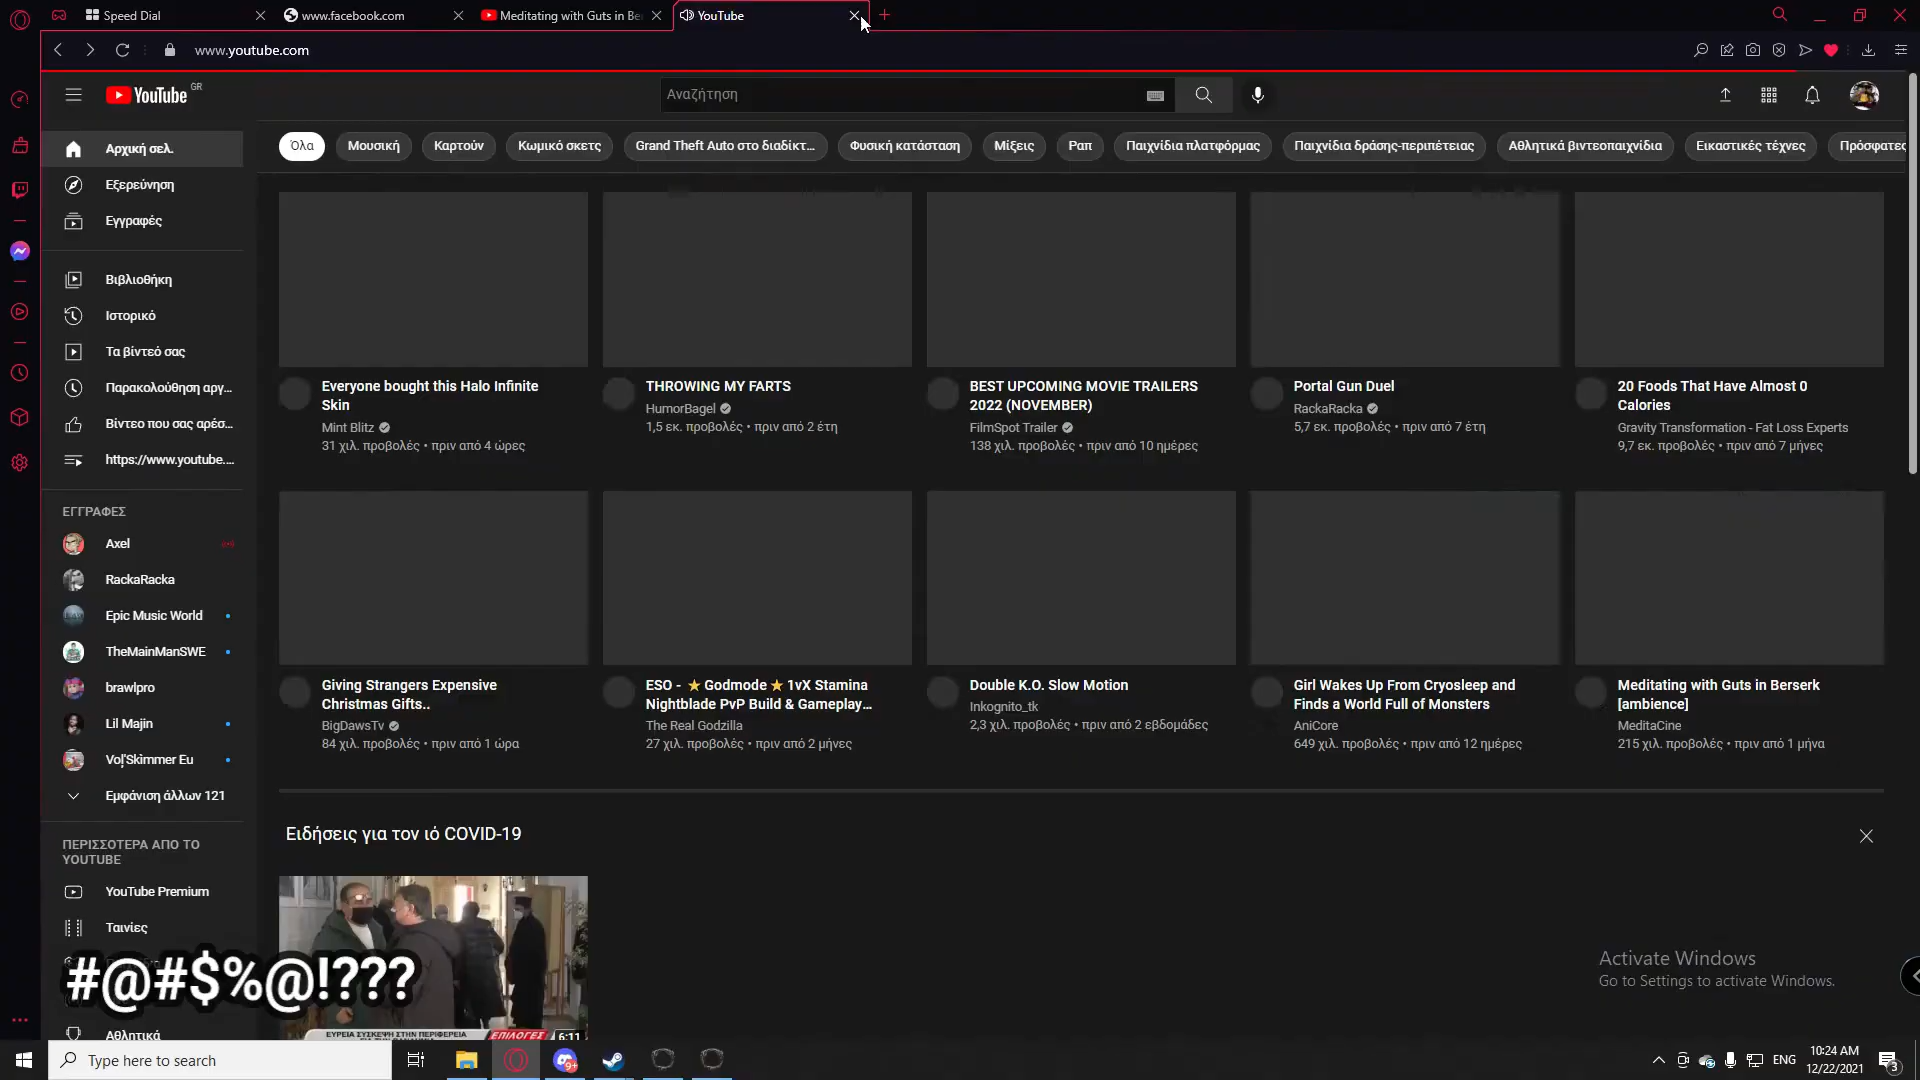 Speed Dial
www.facebook.com
Meditating with Guts in Be
YouTube
www.youtube.com
YouTube GR
Αναζήτηση
Όλα
Μουσική
Καρτούν
Κωμικό σκετς
Grand Theft Auto στο διαδίκτ...
Φυσική κατάσταση
Μίξεις
Ραπ
Παιχνίδια πλατφόρμας
Παιχνίδια δράσης-περιπέτειας
Αθλητικά βιντεοπαιχνίδια
Εικαστικές τέχνες
Πρόσφατες
Αρχική σελ.
Εξερεύνηση
Εγγραφές
Βιβλιοθήκη
Ιστορικό
Τα βίντεό σας
Παρακολούθηση αργ...
Βίντεο που σας αρέσ...
https://www.youtube....
ΕΓΓΡΑΦΕΣ
Axel
RackaRacka
Epic Music World
TheMainManSWE
brawlpro
Lil Majin
Vol'Skimmer Eu
Εμφάνιση άλλων 121
ΠΕΡΙΣΣΟΤΕΡΑ ΑΠΟ ΤΟ
YOUTUBE
YouTube Premium
Ταινίες
Αθλητικά
Everyone bought this Halo Infinite
Skin
Mint Blitz
31 χιλ. προβολές • πριν από 4 ώρες
THROWING MY FARTS
HumorBagel
1,5 εκ. προβολές • πριν από 2 έτη
BEST UPCOMING MOVIE TRAILERS
2022 (NOVEMBER)
FilmSpot Trailer
138 χιλ. προβολές • πριν από 10 ημέρες
Portal Gun Duel
RackaRacka
5,7 εκ. προβολές • πριν από 7 έτη
20 Foods That Have Almost 0
Calories
Gravity Transformation - Fat Loss Experts
9,7 εκ. προβολές • πριν από 7 μήνες
Giving Strangers Expensive
Christmas Gifts..
BigDawsTv
84 χιλ. προβολές • πριν από 1 ώρα
ESO - ★ Godmode ★ 1vX Stamina
Nightblade PvP Build & Gameplay...
The Real Godzilla
27 χιλ. προβολές • πριν από 2 μήνες
Double K.O. Slow Motion
Inkognito_tk
2,3 χιλ. προβολές • πριν από 2 εβδομάδες
Girl Wakes Up From Cryosleep and
Finds a World Full of Monsters
AniCore
649 χιλ. προβολές • πριν από 12 ημέρες
Meditating with Guts in Berserk
[ambience]
MeditaCine
215 χιλ. προβολές • πριν από 1 μήνα
Ειδήσεις για τον ιό COVID-19
ΕΥΡΕΙΑ ΣΥΣΚΕΨΗ ΣΤΗΝ ΠΕΡΙΦΕΡΕΙΑ
ΕΠΙΛΟΓΕΣ
6:11
#@#$%@!???
Activate Windows
Go to Settings to activate Windows.
Type here to search
9+
ENG
10:24 AM
12/22/2021
3